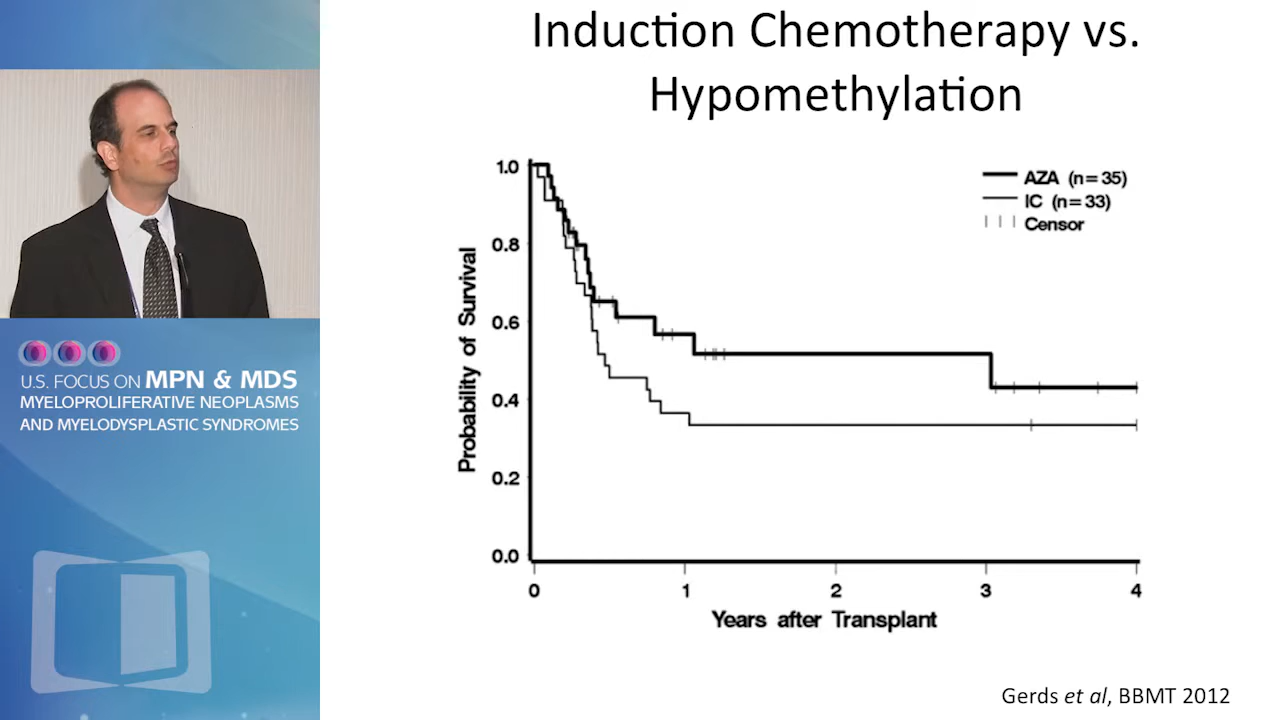 Induction Chemotherapy vs.
Hypomethylation
U.S. FOCUS ON MPN & MDS
MYELOPROLIFERATIVE NEOPLASMS
AND MYELODYSPLASTIC SYNDROMES
Probability of Survival
1.0
0.8
0.6
0.4
0.2
0.0
AZA (n=35)
IC (n=33)
Censor
0 1 2 3 4
Years after Transplant
Gerds et al, BBMT 2012